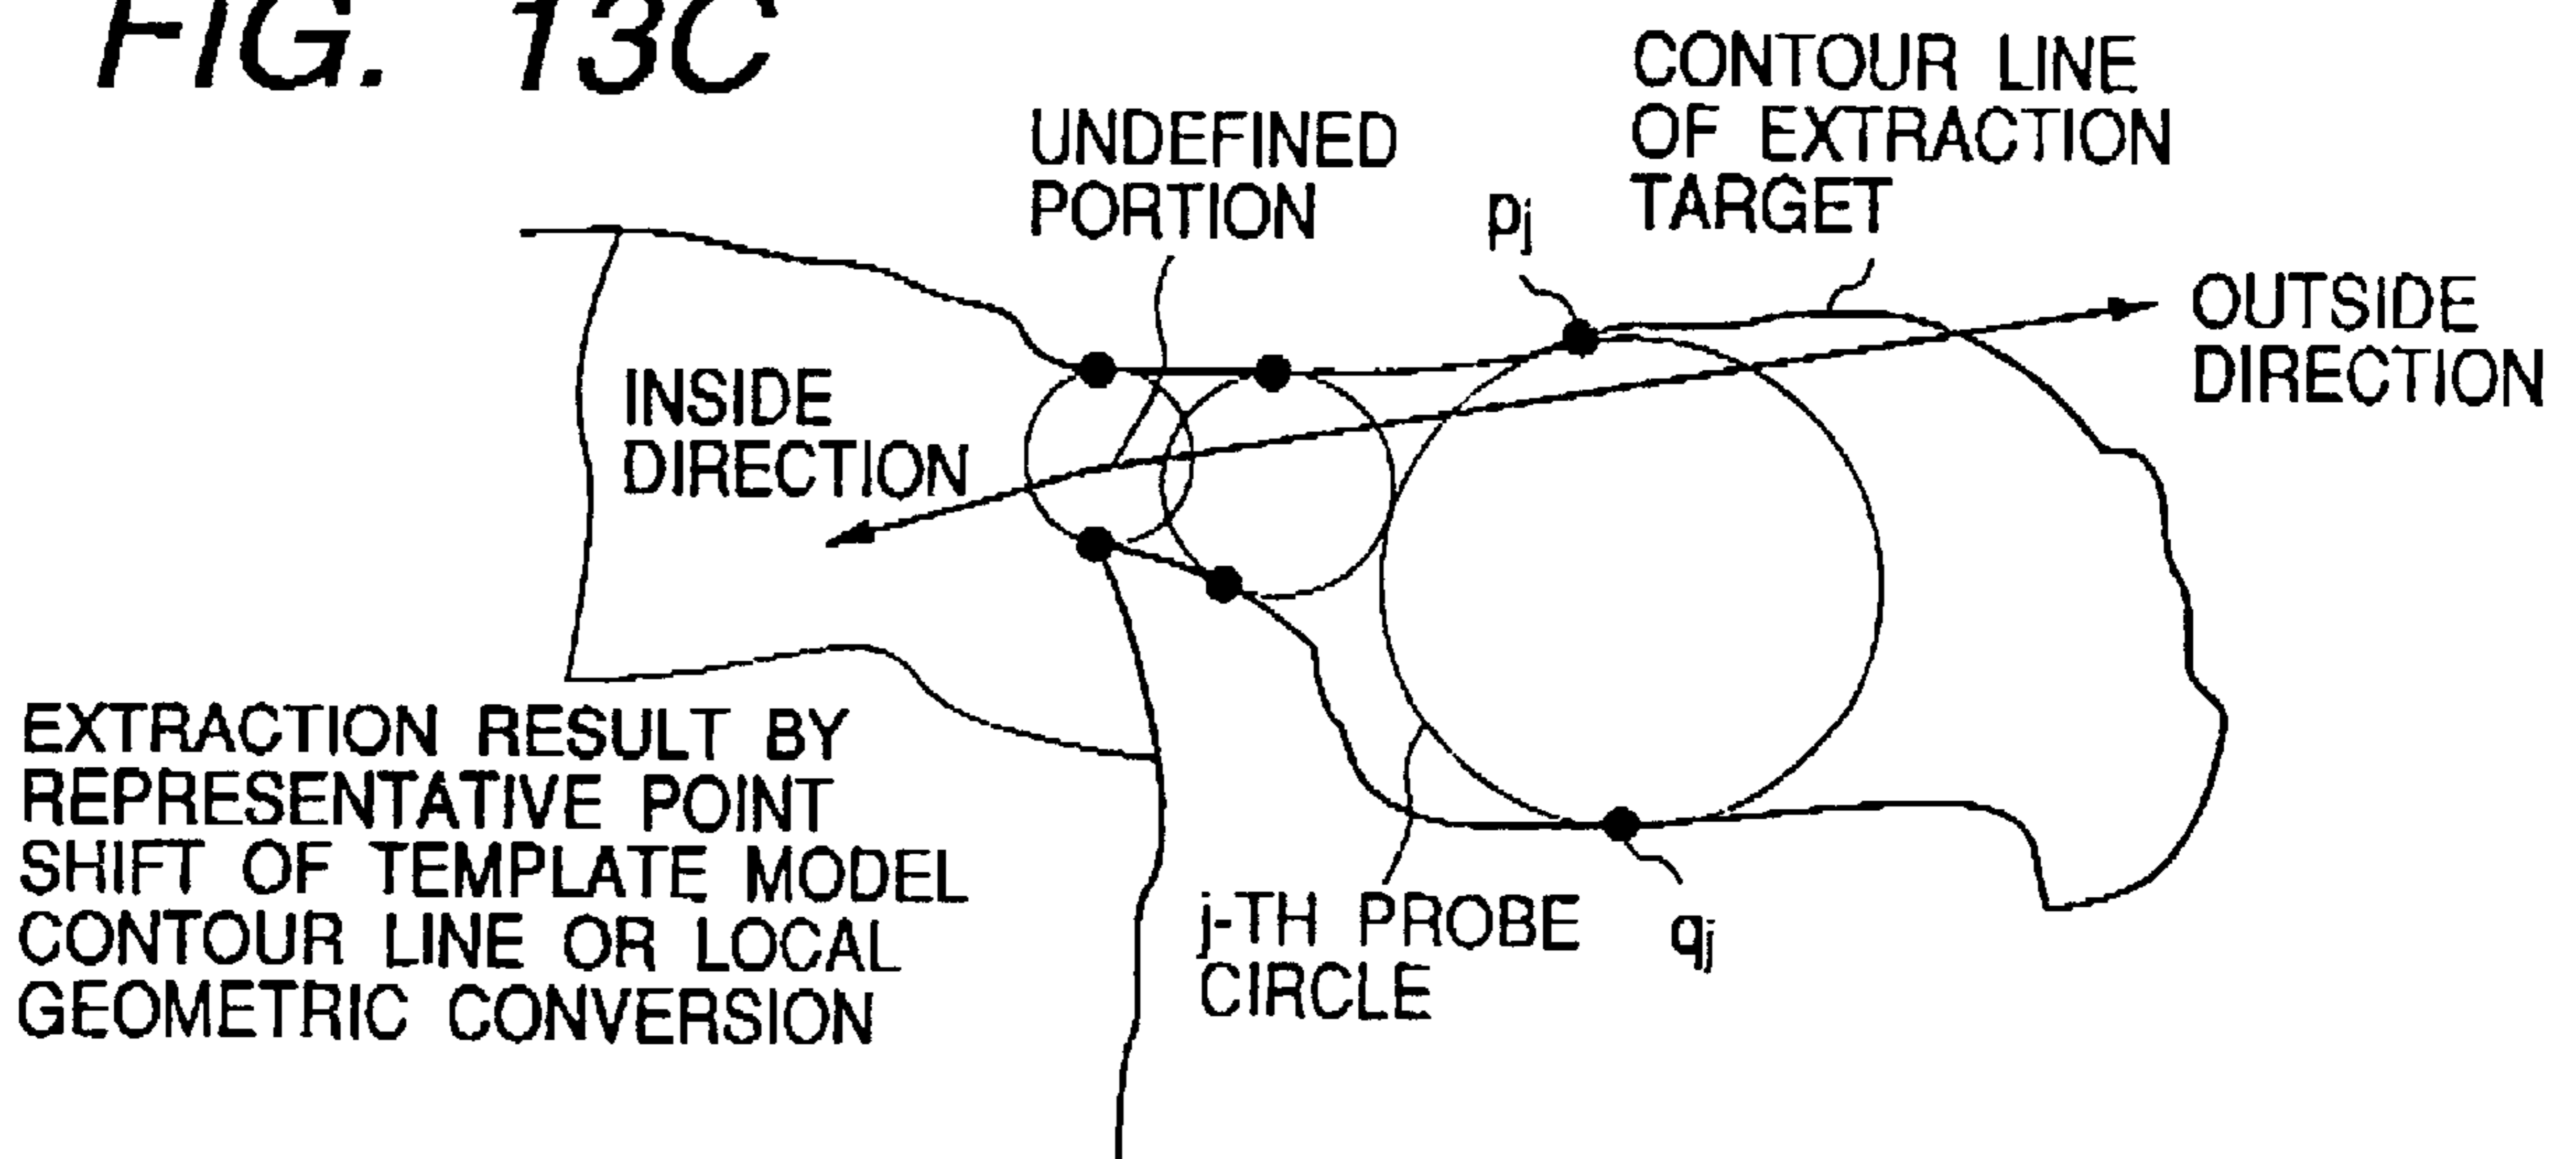 FIG. 13C
CONTOUR LINE
OF EXTRACTION
TARGET
UNDEFINED
PORTION
pj
OUTSIDE
DIRECTION
INSIDE
DIRECTION
EXTRACTION RESULT BY
REPRESENTATIVE POINT
SHIFT OF TEMPLATE MODEL
CONTOUR LINE OR LOCAL
GEOMETRIC CONVERSION
j-TH PROBE
CIRCLE
qj